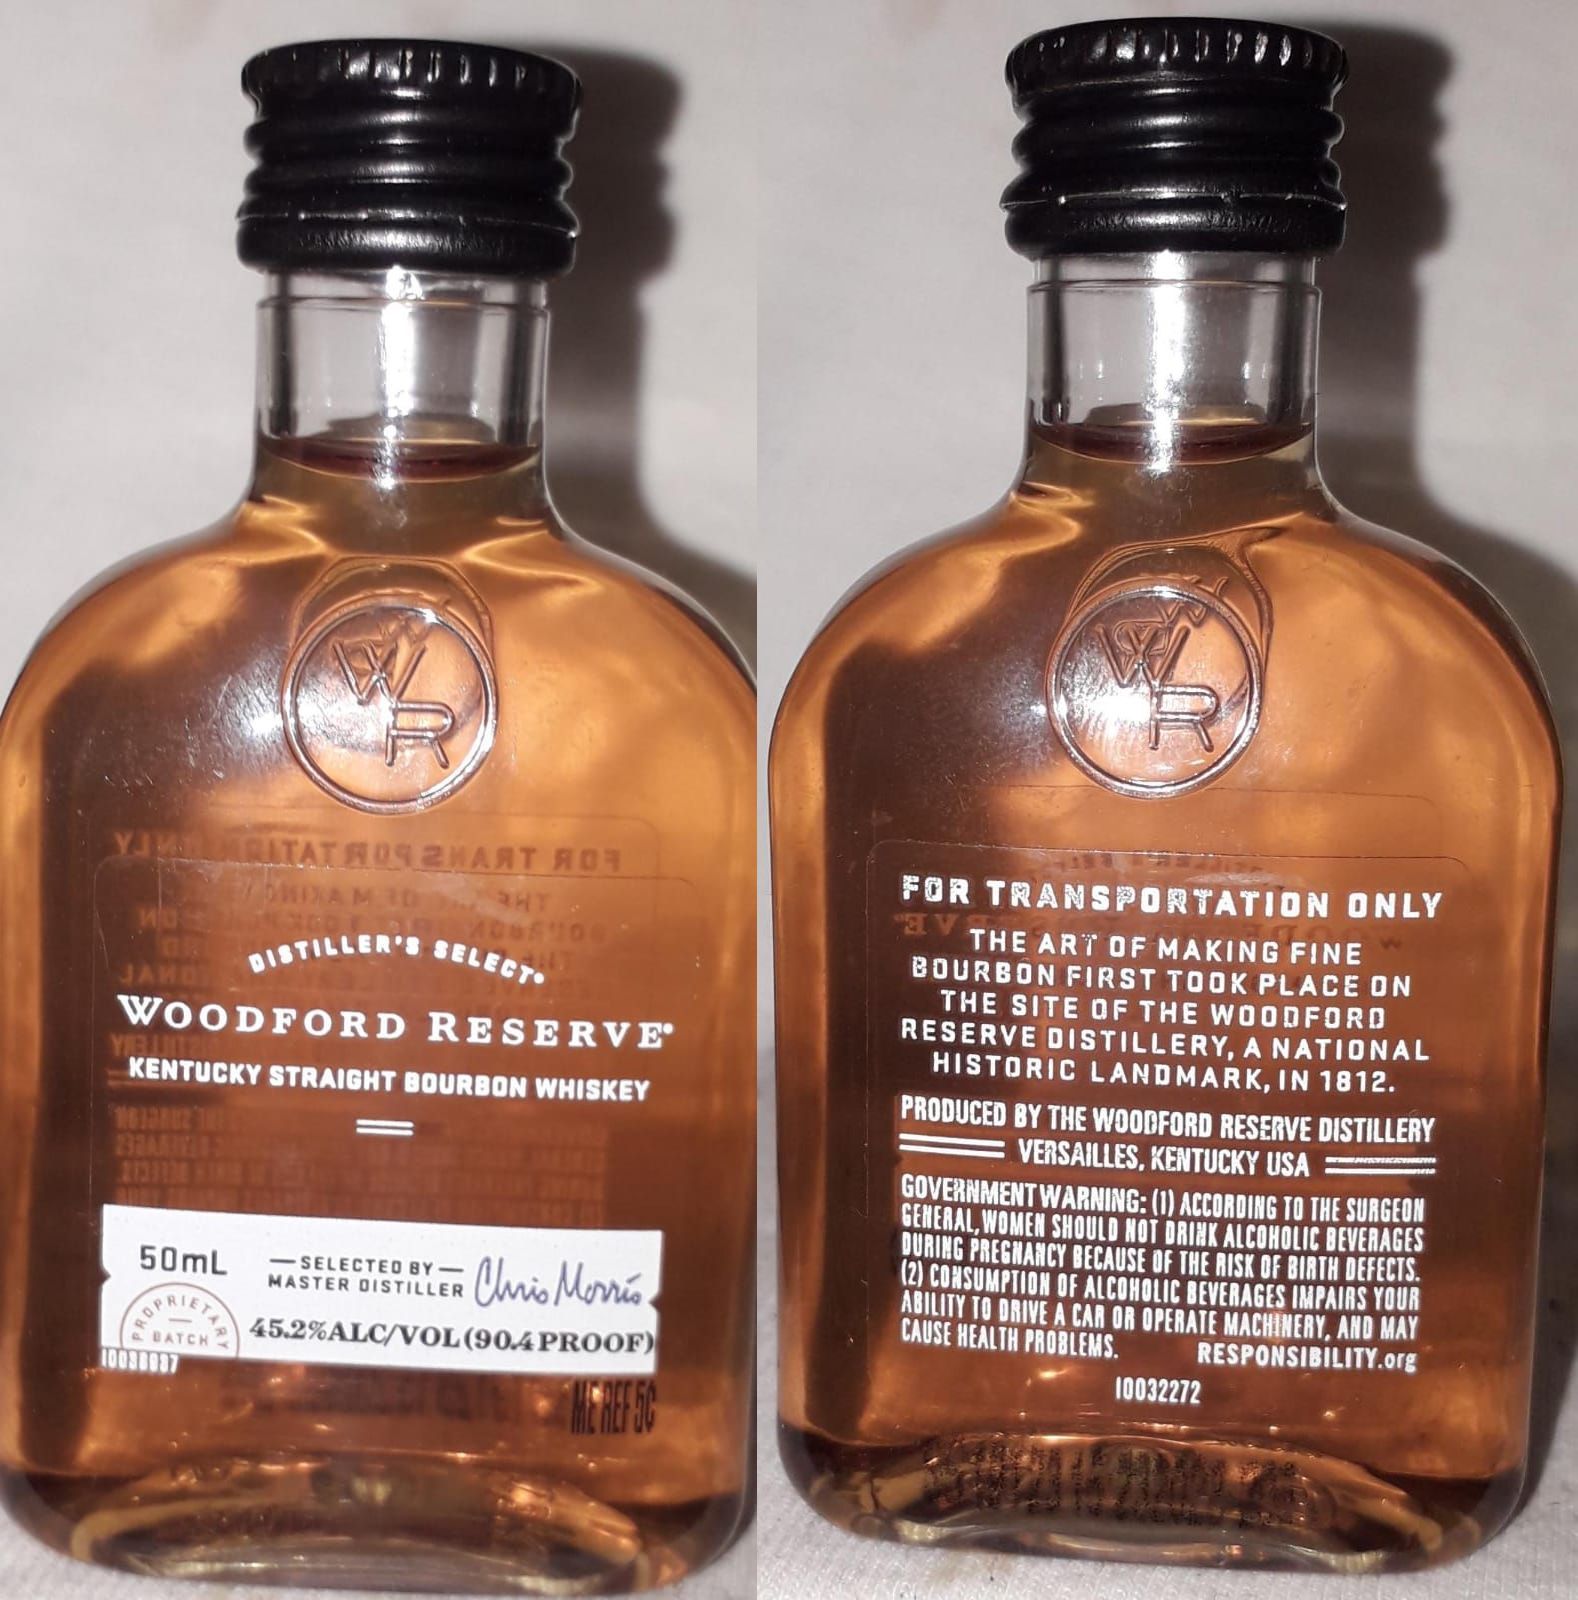 WR
DISTILLER'S SELECT
WOODFORD RESERVE®
KENTUCKY STRAIGHT BOURBON WHISKEY
50mL
—SELECTED BY—
MASTER DISTILLER
Chris Morris
PROPRIETARY
BATCH
45.2%ALC/VOL(90.4 PROOF)
WR
FOR TRANSPORTATION ONLY
THE ART OF MAKING FINE
BOURBON FIRST TOOK PLACE ON
THE SITE OF THE WOODFORD
RESERVE DISTILLERY, A NATIONAL
HISTORIC LANDMARK, IN 1812.
PRODUCED BY THE WOODFORD RESERVE DISTILLERY
VERSAILLES, KENTUCKY USA
GOVERNMENT WARNING: (1) ACCORDING TO THE SURGEON
GENERAL, WOMEN SHOULD NOT DRINK ALCOHOLIC BEVERAGES
DURING PREGNANCY BECAUSE OF THE RISK OF BIRTH DEFECTS.
(2) CONSUMPTION OF ALCOHOLIC BEVERAGES IMPAIRS YOUR
ABILITY TO DRIVE A CAR OR OPERATE MACHINERY, AND MAY
CAUSE HEALTH PROBLEMS. RESPONSIBILITY.org
10032272